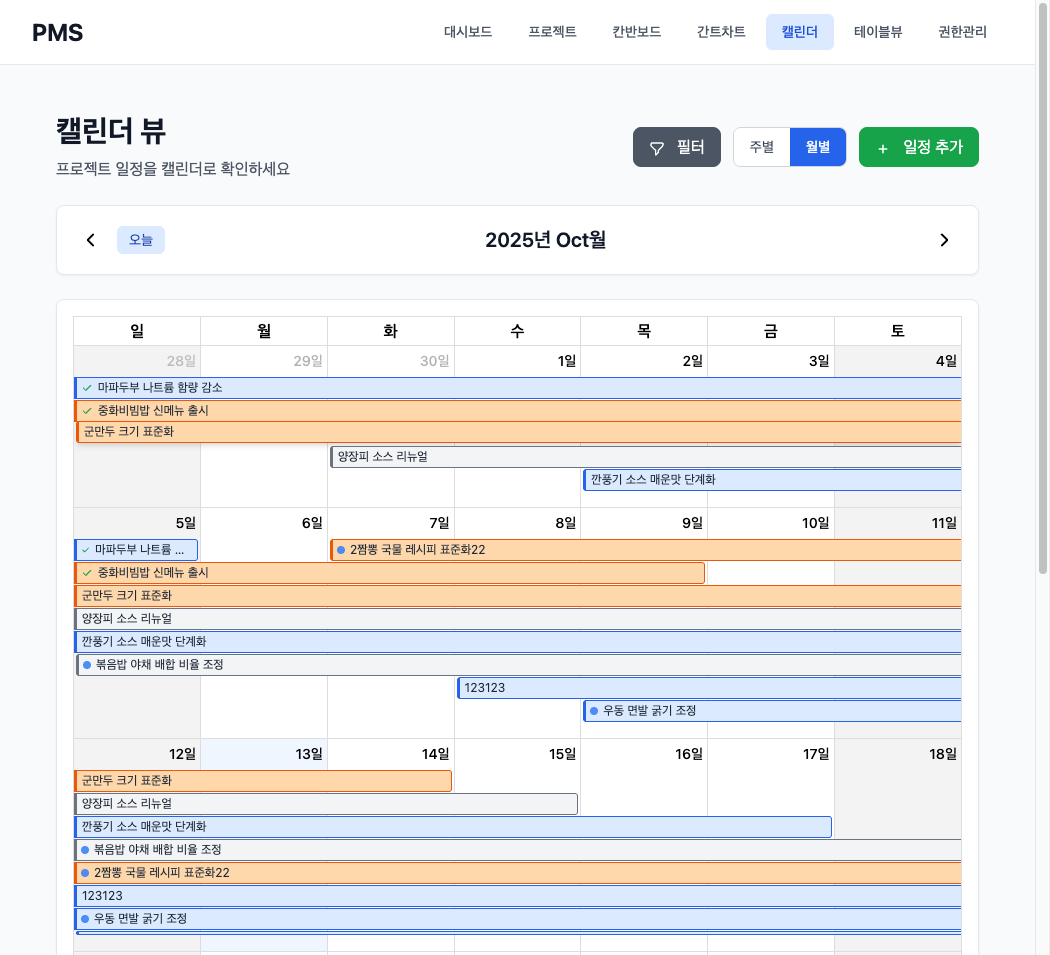 PMS
대시보드 프로젝트 칸반보드 간트차트 캘린더 테이블뷰 권한관리
캘린더 뷰
프로젝트 일정을 캘린더로 확인하세요
필터 주별 월별 + 일정 추가
오늘 2025년 Oct월
일 월 화 수 목 금 토
28일 29일 30일 1일 2일 3일 4일
마파두부 나트륨 함량 감소
중화비빔밥 신메뉴 출시
군만두 크기 표준화
양장피 소스 리뉴얼
깐풍기 소스 매운맛 단계화
5일 6일 7일 8일 9일 10일 11일
마파두부 나트륨 ... 2짬뽕 국물 레시피 표준화22
중화비빔밥 신메뉴 출시
군만두 크기 표준화
양장피 소스 리뉴얼
깐풍기 소스 매운맛 단계화
볶음밥 야채 배합 비율 조정
123123
우동 면발 굵기 조정
12일 13일 14일 15일 16일 17일 18일
군만두 크기 표준화
양장피 소스 리뉴얼
깐풍기 소스 매운맛 단계화
볶음밥 야채 배합 비율 조정
2짬뽕 국물 레시피 표준화22
123123
우동 면발 굵기 조정